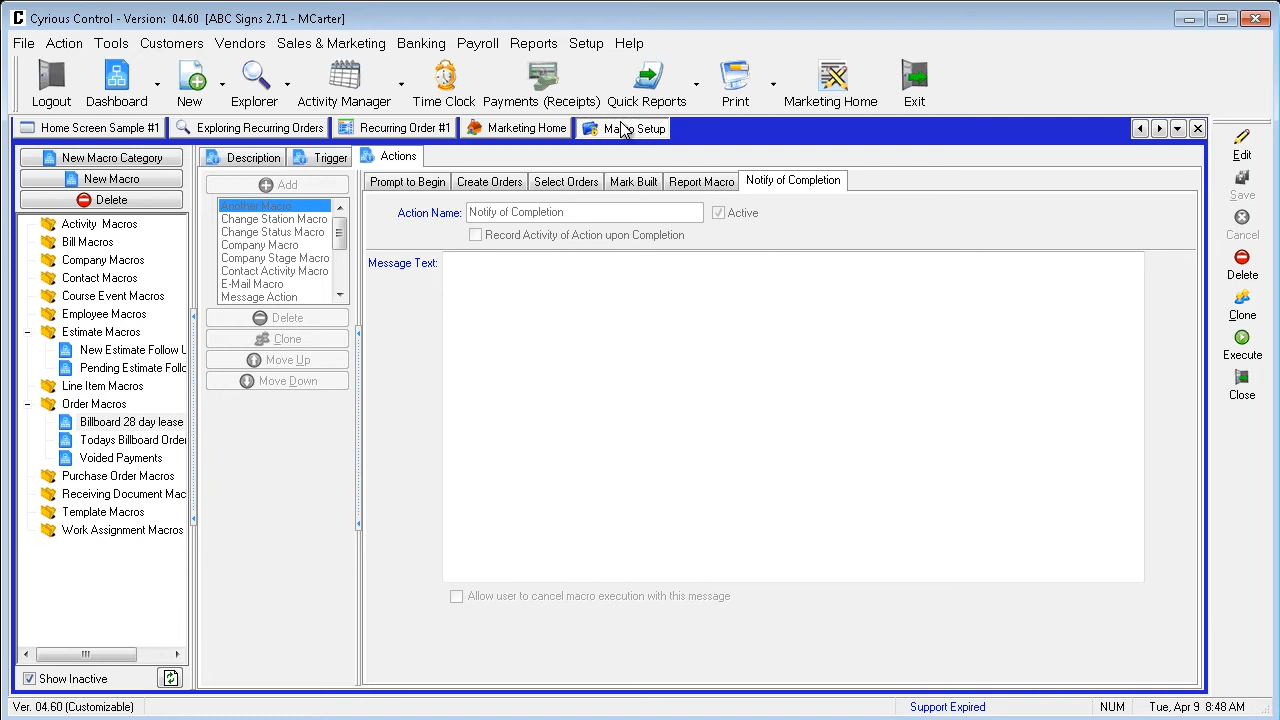 Cyrious Control - Version: 04.60 [ABC Signs 2.71 - MCarter]
File Action Tools Customers Vendors Sales & Marketing Banking Payroll Reports Setup Help
Logout Dashboard New Explorer Activity Manager Time Clock Payments (Receipts) Quick Reports Print Marketing Home Exit
Home Screen Sample #1 Exploring Recurring Orders Recurring Order #1 Marketing Home Setup
New Macro Category
New Macro
Delete
Activity Macros
Bill Macros
Company Macros
Contact Macros
Course Event Macros
Employee Macros
Estimate Macros
New Estimate Follow U
Pending Estimate Follo
Line Item Macros
Order Macros
Billboard 28 day lease
Todays Billboard Order
Voided Payments
Purchase Order Macros
Receiving Document Mac
Template Macros
Work Assignment Macros
Show Inactive
Description Trigger Actions
Add
Another Macro
Change Station Macro
Change Status Macro
Company Macro
Company Stage Macro
Contact Activity Macro
E-Mail Macro
Message Action
Delete
Clone
Move Up
Move Down
Prompt to Begin Create Orders Select Orders Mark Built Report Macro Notify of Completion
Action Name: Notify of Completion Active
Record Activity of Action upon Completion
Message Text:
Allow user to cancel macro execution with this message
Edit
Save
Cancel
Delete
Clone
Execute
Close
Ver. 04.60 (Customizable) Support Expired NUM Tue, Apr 9 8:48 AM